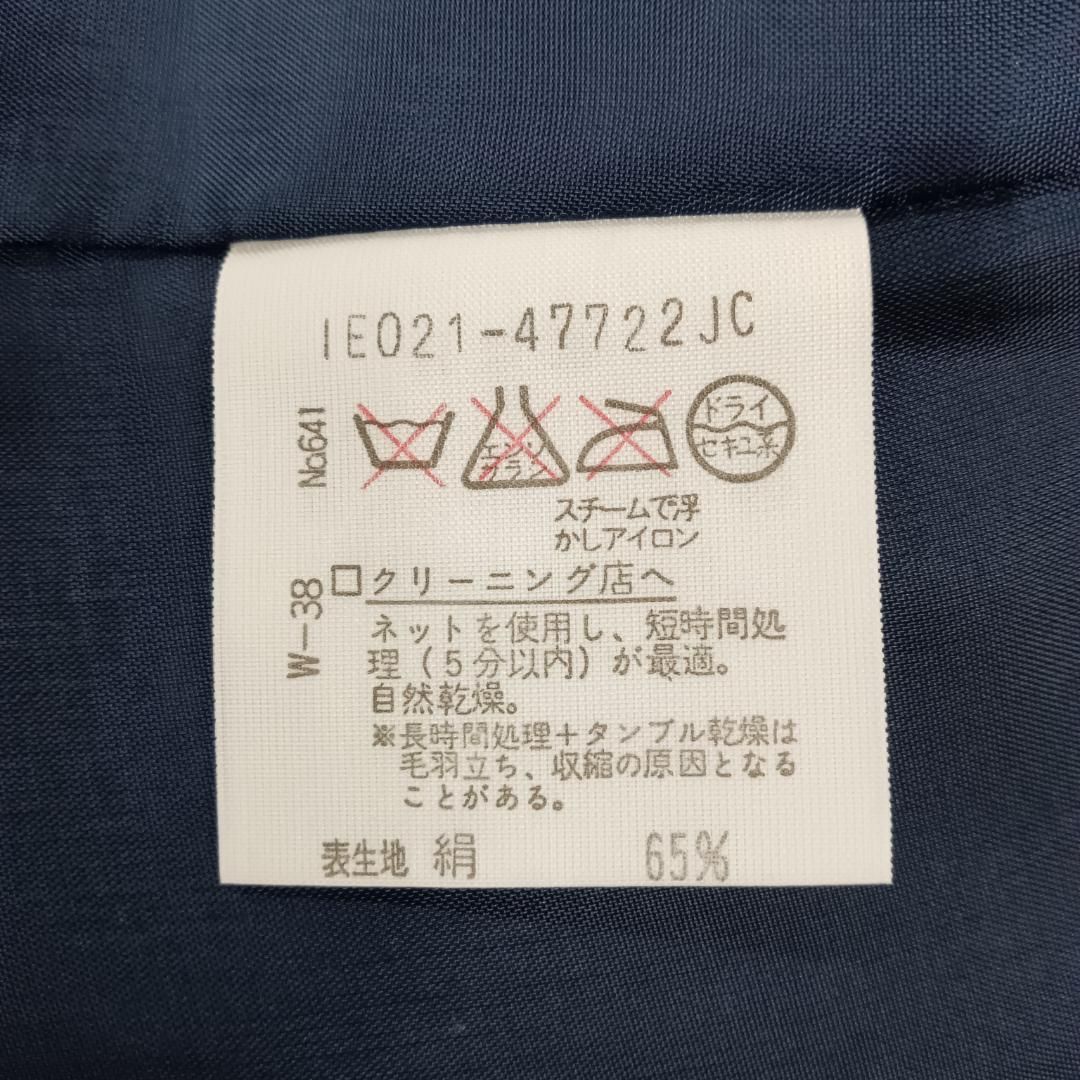 IE021-47722JC
No641
エンソ
サラシ
ドライ
セキユ系
スチームで浮
かしアイロン
W-38
クリーニング店へ
ネットを使用し、短時間処
理（５分以内）が最適。
自然乾燥。
※長時間処理＋タンブル乾燥は
毛羽立ち、収縮の原因となる
ことがある。
表生地 絹 65%